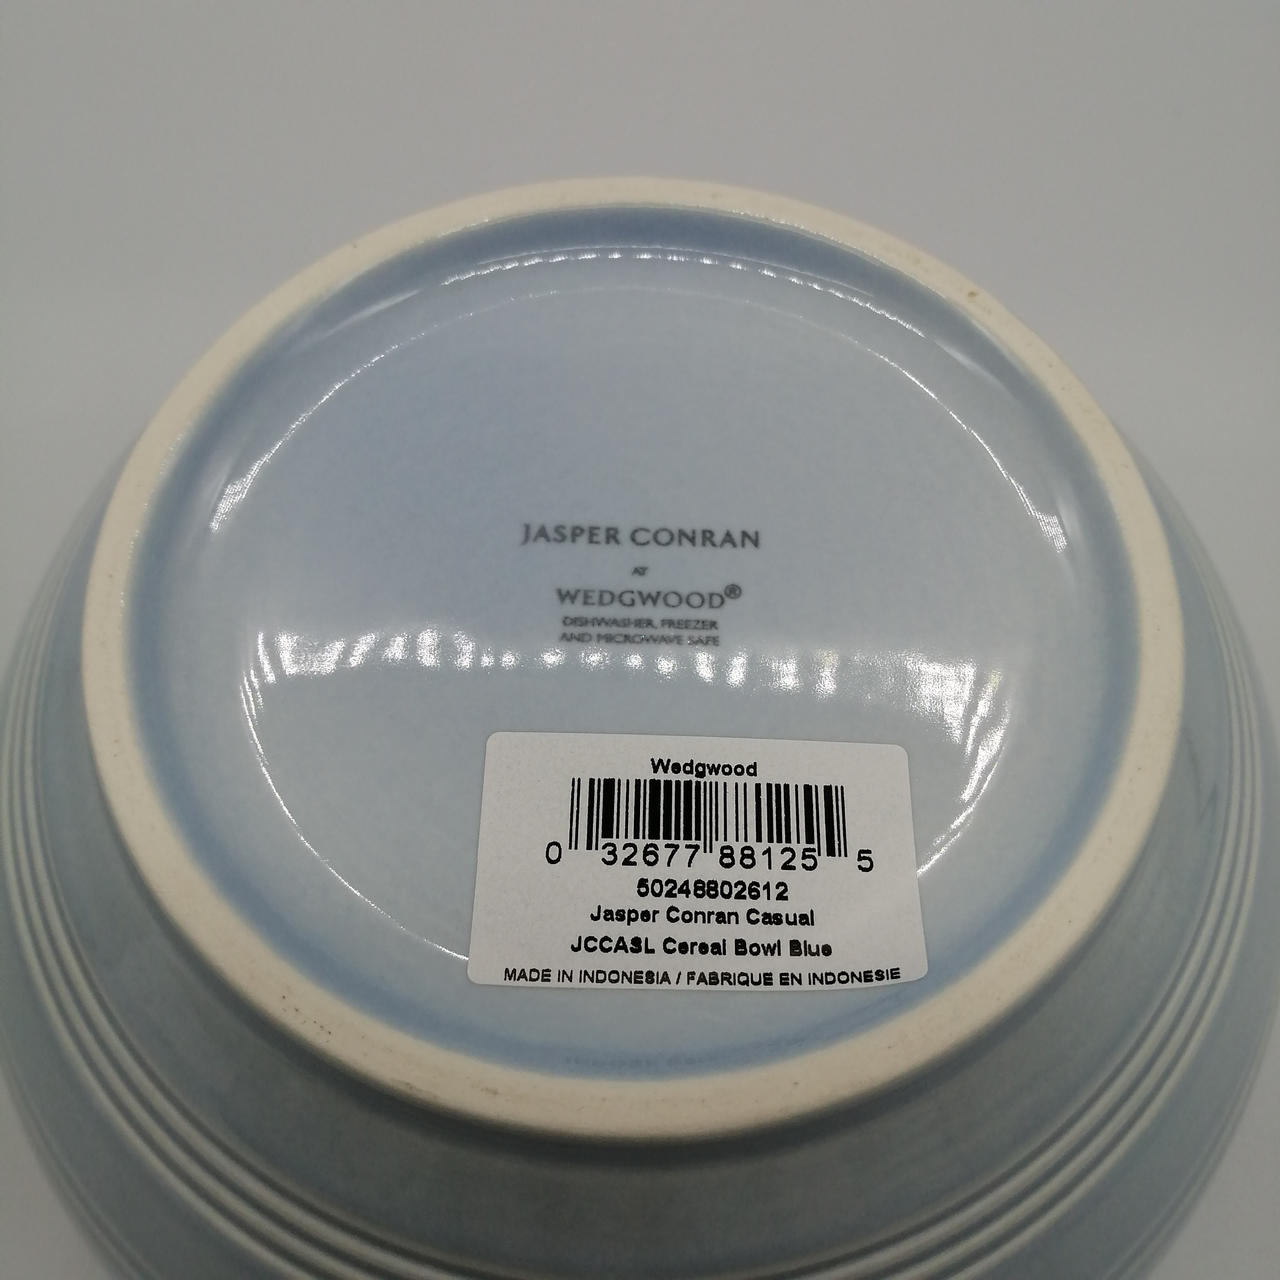 JASPER CONRAN
AT
WEDGWOOD®
DISHWASHER, FREEZER
AND MICROWAVE SAFE
Wedgwood
0 32677 88125 5
50248802612
Jasper Conran Casual
JCCASL Cereal Bowl Blue
MADE IN INDONESIA / FABRIQUE EN INDONESIE